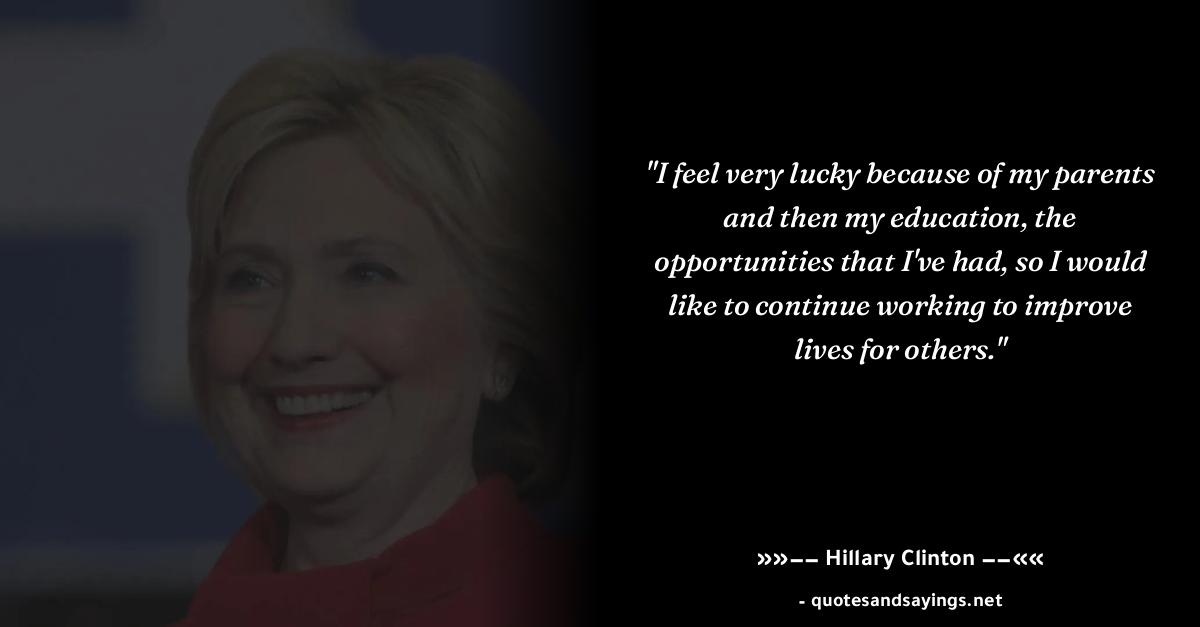 "I feel very lucky because of my parents
and then my education, the
opportunities that I've had, so I would
like to continue working to improve
lives for others."
»»−− Hillary Clinton −−««
- quotesandsayings.net